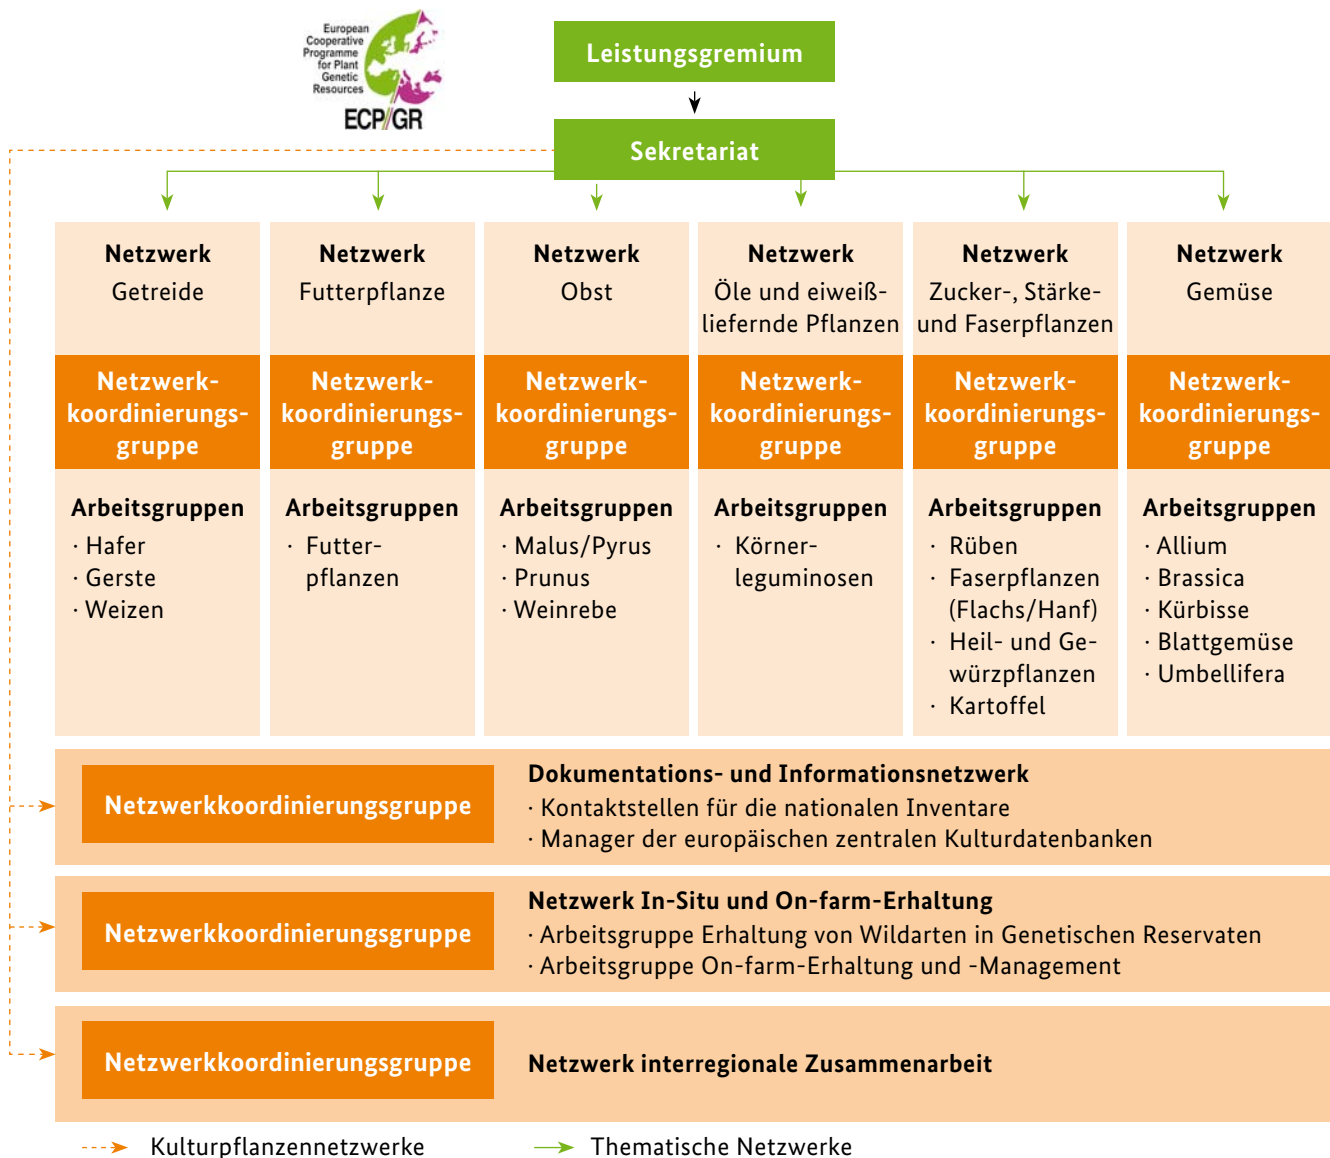 European
Cooperative
Programme
for Plant
Genetic
Resources
ECP/GR
Leistungsgremium
Sekretariat
Netzwerk
Getreide
Netzwerk
Futterpflanze
Netzwerk
Obst
Netzwerk
Öle und eiweiß-
liefernde Pflanzen
Netzwerk
Zucker-, Stärke-
und Faserpflanzen
Netzwerk
Gemüse
Netzwerk-
koordinierungs-
gruppe
Netzwerk-
koordinierungs-
gruppe
Netzwerk-
koordinierungs-
gruppe
Netzwerk-
koordinierungs-
gruppe
Netzwerk-
koordinierungs-
gruppe
Netzwerk-
koordinierungs-
gruppe
Arbeitsgruppen
· Hafer
· Gerste
· Weizen
Arbeitsgruppen
· Futter-
pflanzen
Arbeitsgruppen
· Malus/Pyrus
· Prunus
· Weinrebe
Arbeitsgruppen
· Körner-
leguminosen
Arbeitsgruppen
· Rüben
· Faserpflanzen
(Flachs/Hanf)
· Heil- und Ge-
würzpflanzen
· Kartoffel
Arbeitsgruppen
· Allium
· Brassica
· Kürbisse
· Blattgemüse
· Umbellifera
Netzwerkkoordinierungsgruppe
Dokumentations- und Informationsnetzwerk
· Kontaktstellen für die nationalen Inventare
· Manager der europäischen zentralen Kulturdatenbanken
Netzwerkkoordinierungsgruppe
Netzwerk In-Situ und On-farm-Erhaltung
· Arbeitsgruppe Erhaltung von Wildarten in Genetischen Reservaten
· Arbeitsgruppe On-farm-Erhaltung und -Management
Netzwerkkoordinierungsgruppe
Netzwerk interregionale Zusammenarbeit
Kulturpflanzennetzwerke
Thematische Netzwerke